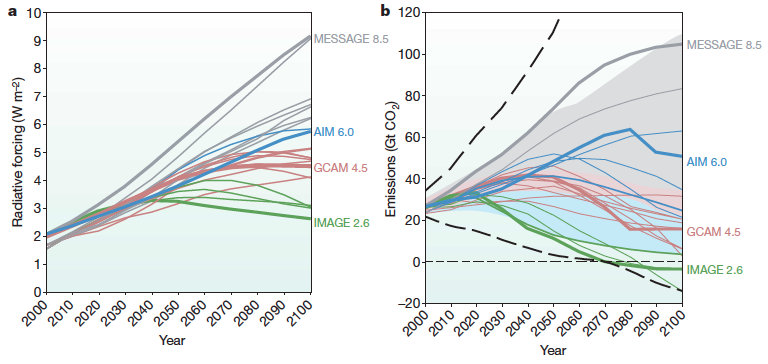 a
Radiative forcing (W m⁻²)
10
9
8
7
6
5
4
3
2
1
0
MESSAGE 8.5
AIM 6.0
GCAM 4.5
IMAGE 2.6
2000 2010 2020 2030 2040 2050 2060 2070 2080 2090 2100
Year
b
Emissions (Gt CO₂)
120
100
80
60
40
20
0
−20
MESSAGE 8.5
AIM 6.0
GCAM 4.5
IMAGE 2.6
2000 2010 2020 2030 2040 2050 2060 2070 2080 2090 2100
Year